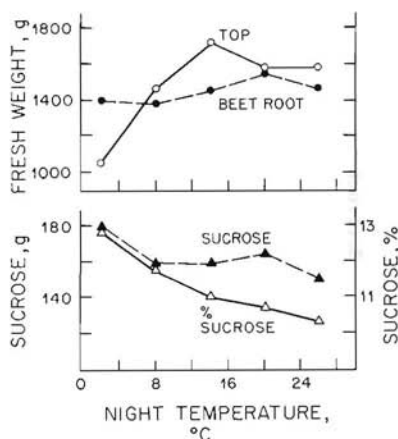 FRESH WEIGHT, g
1800
1400
1000
TOP
BEET ROOT
SUCROSE, g
180
140
SUCROSE
%
SUCROSE
13
11
SUCROSE, %
0 8 16 24
NIGHT TEMPERATURE,
°C